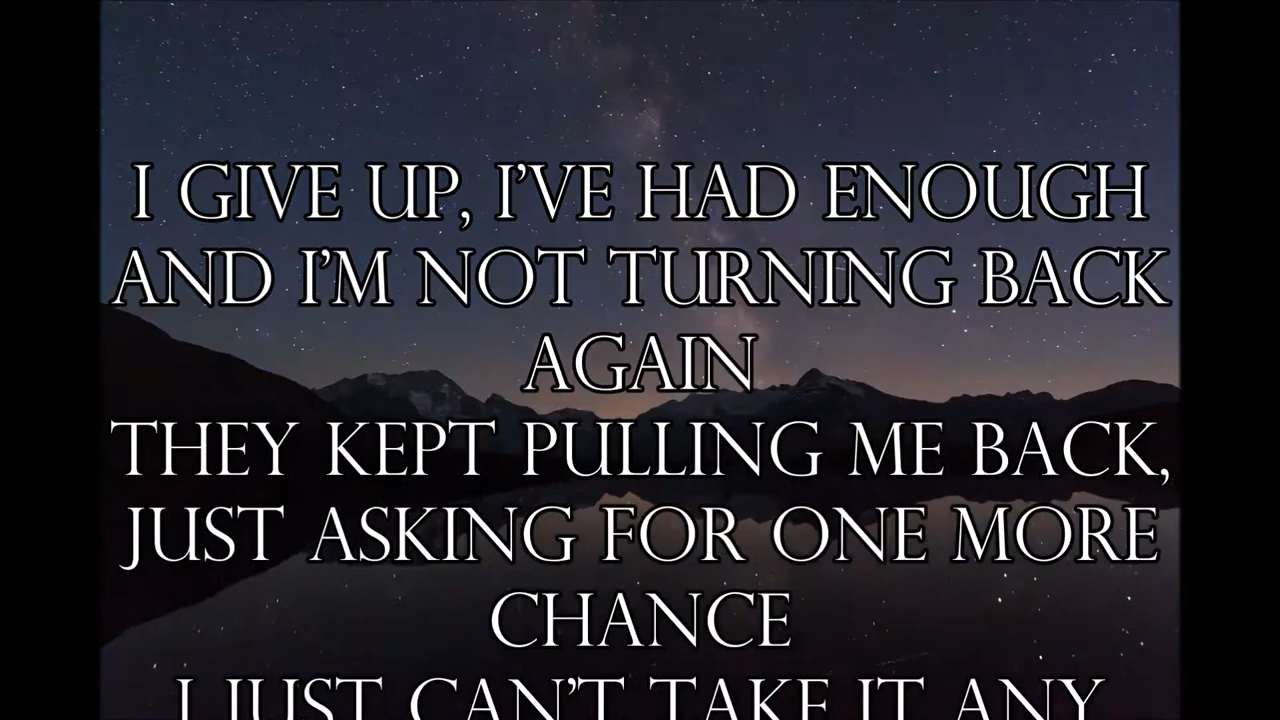 I GIVE UP, I'VE HAD ENOUGH
AND I'M NOT TURNING BACK
AGAIN
THEY KEPT PULLING ME BACK,
JUST ASKING FOR ONE MORE
CHANCE
I JUST CAN'T TAKE IT ANY